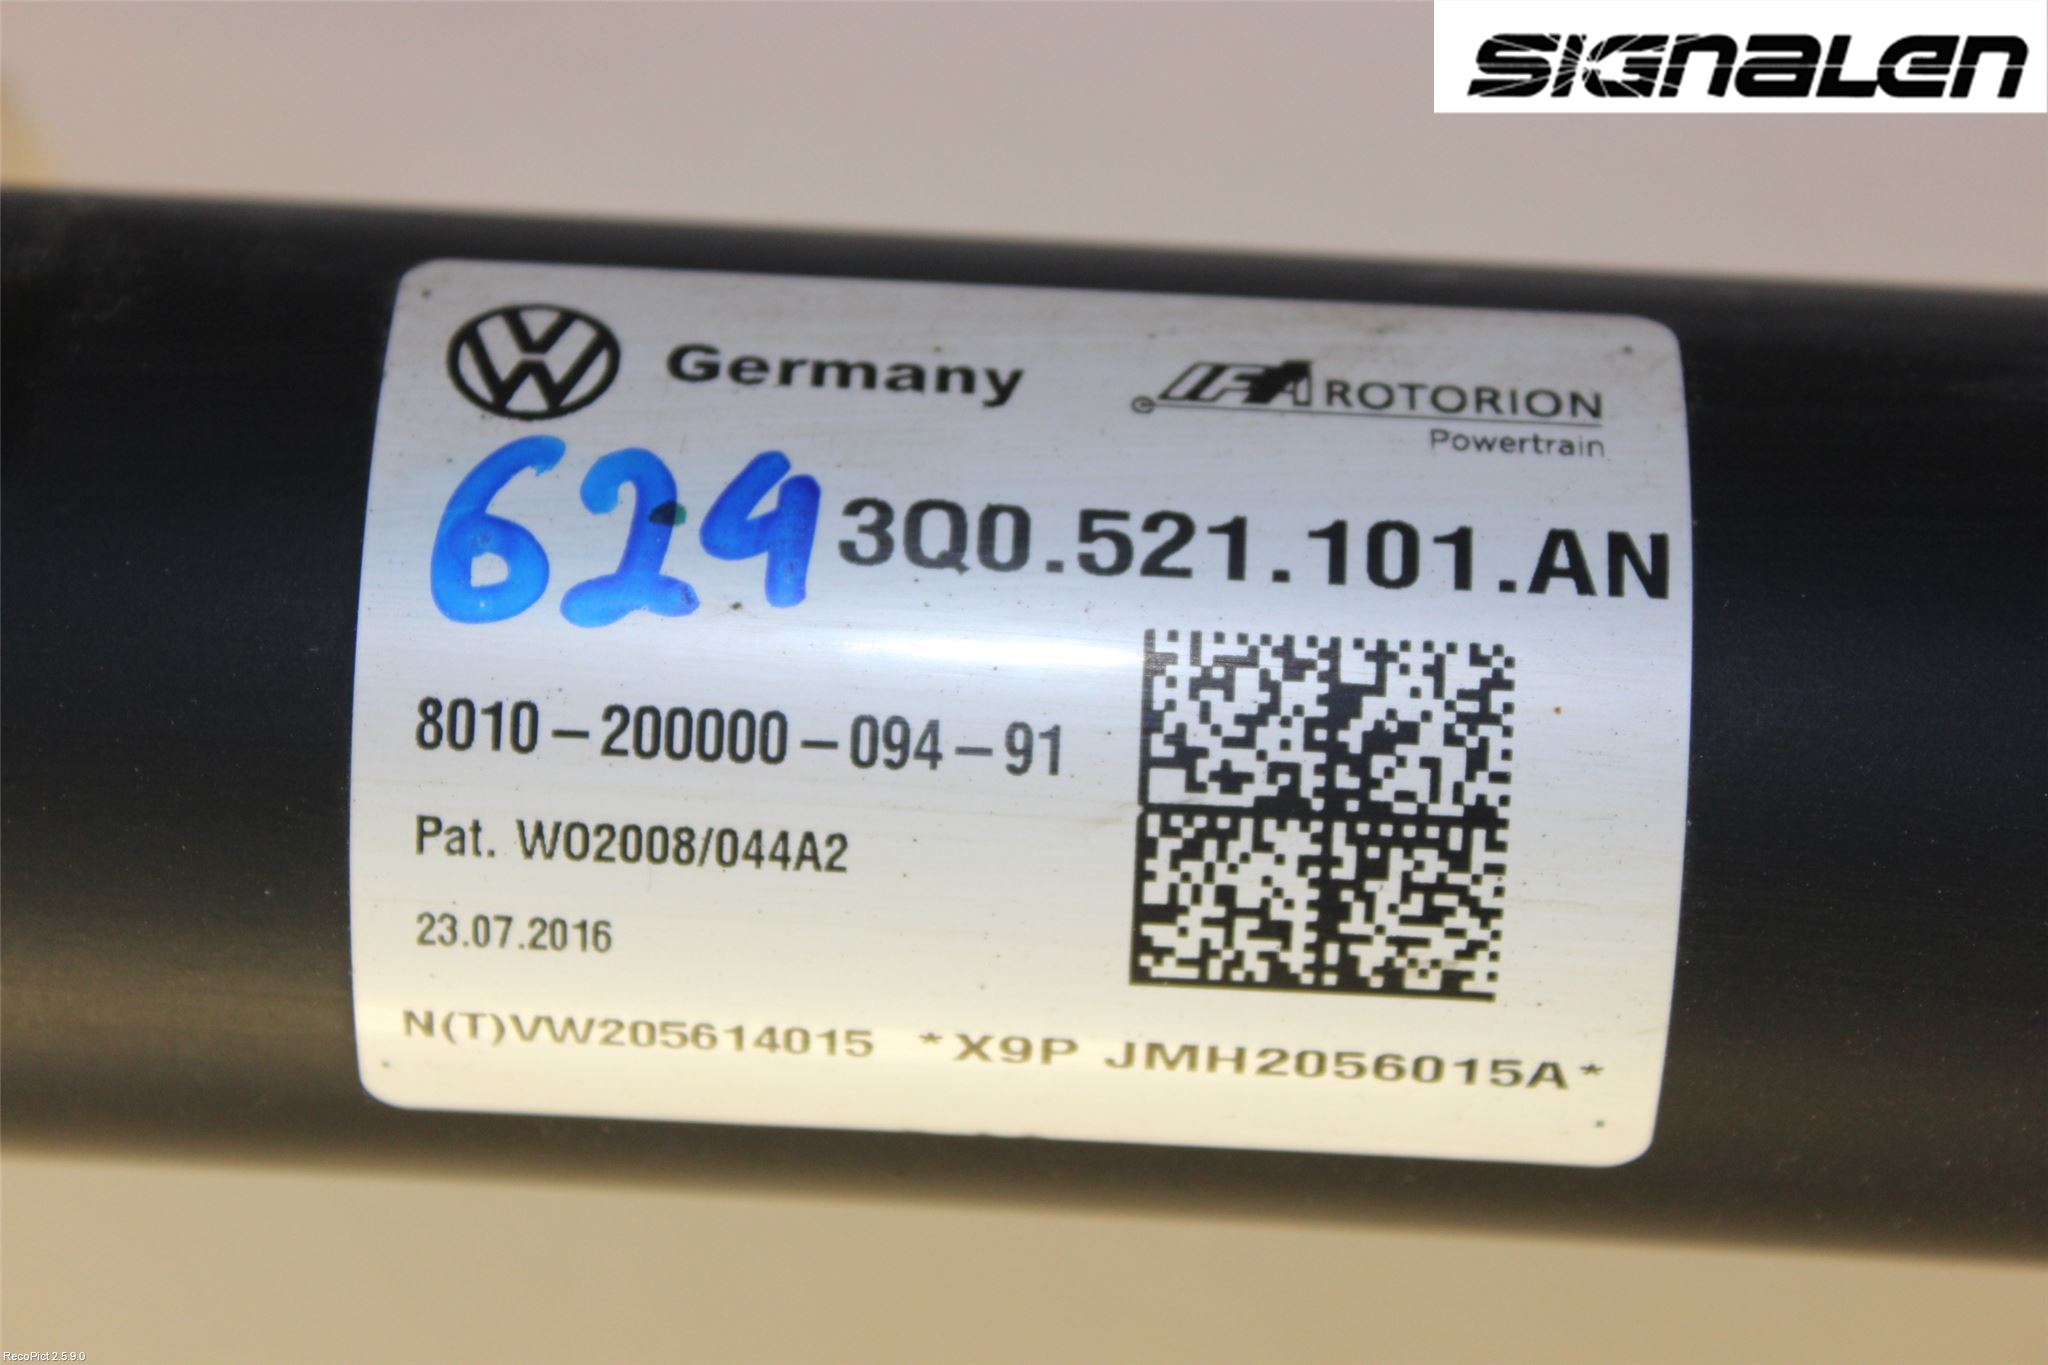 SIGNALEN
Germany
IFA ROTORION
Powertrain
624
3Q0.521.101.AN
8010-200000-094-91
Pat. WO2008/044A2
23.07.2016
N(T)VW205614015 *X9P JMH2056015A*
RecoPict 2.5.9.0